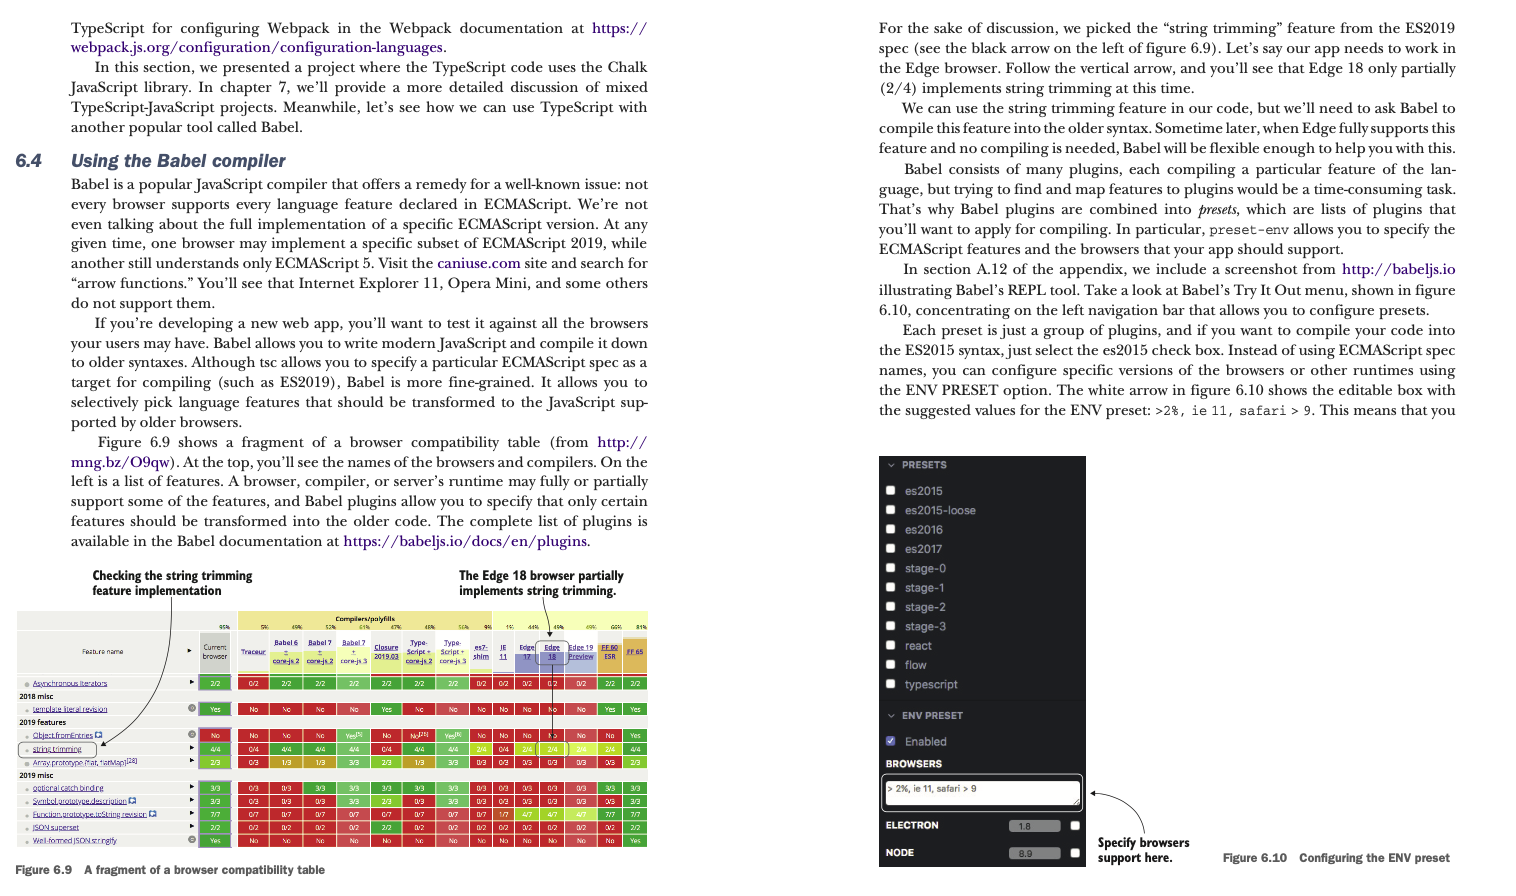 TypeScript for configuring Webpack in the Webpack documentation at https://
webpack.js.org/configuration/configuration-languages.
In this section, we presented a project where the TypeScript code uses the Chalk
JavaScript library. In chapter 7, we’ll provide a more detailed discussion of mixed
TypeScript-JavaScript projects. Meanwhile, let’s see how we can use TypeScript with
another popular tool called Babel.
6.4 Using the Babel compiler
Babel is a popular JavaScript compiler that offers a remedy for a well-known issue: not
every browser supports every language feature declared in ECMAScript. We’re not
even talking about the full implementation of a specific ECMAScript version. At any
given time, one browser may implement a specific subset of ECMAScript 2019, while
another still understands only ECMAScript 5. Visit the caniuse.com site and search for
“arrow functions.” You’ll see that Internet Explorer 11, Opera Mini, and some others
do not support them.
If you’re developing a new web app, you’ll want to test it against all the browsers
your users may have. Babel allows you to write modern JavaScript and compile it down
to older syntaxes. Although tsc allows you to specify a particular ECMAScript spec as a
target for compiling (such as ES2019), Babel is more fine-grained. It allows you to
selectively pick language features that should be transformed to the JavaScript sup-
ported by older browsers.
Figure 6.9 shows a fragment of a browser compatibility table (from http://
mng.bz/O9qw). At the top, you’ll see the names of the browsers and compilers. On the
left is a list of features. A browser, compiler, or server’s runtime may fully or partially
support some of the features, and Babel plugins allow you to specify that only certain
features should be transformed into the older code. The complete list of plugins is
available in the Babel documentation at https://babeljs.io/docs/en/plugins.
Checking the string trimming
feature implementation
The Edge 18 browser partially
implements string trimming.
Compilers/polyfills
95% 5% 49% 52% 61% 47% 48% 56% 9% 1% 44% 49% 49% 66% 81%
Feature name Current browser Traceur Babel 6 + core-js 2 Babel 7 + core-js 2 Babel 7 + core-js 3 Closure 2019.03 Type-Script + core-js 2 Type-Script + core-js 3 es7-shim IE 11 Edge 17 Edge 18 Edge 19 Preview FF 60 ESR FF 65
Asynchronous Iterators 2/2 0/2 2/2 2/2 2/2 2/2 2/2 2/2 0/2 0/2 0/2 0/2 0/2 2/2 2/2
2018 misc
template literal revision Yes No No No No Yes No No No No No No No Yes Yes
2019 features
Object.fromEntries No No No No Yes[5] No No[25] Yes[6] No No No No No No Yes
string trimming 4/4 0/4 4/4 4/4 4/4 0/4 4/4 4/4 2/4 0/4 2/4 2/4 2/4 2/4 4/4
Array.prototype.{flat, flatMap}[28] 2/3 0/3 1/3 1/3 3/3 2/3 1/3 3/3 0/3 0/3 0/3 0/3 0/3 0/3 2/3
2019 misc
optional catch binding 3/3 0/3 0/3 3/3 3/3 3/3 3/3 3/3 0/3 0/3 0/3 0/3 0/3 3/3 3/3
Symbol.prototype.description 3/3 0/3 0/3 0/3 3/3 2/3 0/3 3/3 0/3 0/3 0/3 0/3 0/3 0/3 3/3
Function.prototype.toString revision 7/7 0/7 0/7 0/7 0/7 0/7 0/7 0/7 0/7 1/7 4/7 4/7 4/7 7/7 7/7
JSON superset 2/2 0/2 0/2 0/2 0/2 2/2 0/2 0/2 0/2 0/2 0/2 0/2 0/2 0/2 2/2
Well-formed JSON.stringify Yes No No No No No No No No No No No No No Yes
Figure 6.9 A fragment of a browser compatibility table
For the sake of discussion, we picked the “string trimming” feature from the ES2019
spec (see the black arrow on the left of figure 6.9). Let’s say our app needs to work in
the Edge browser. Follow the vertical arrow, and you’ll see that Edge 18 only partially
(2/4) implements string trimming at this time.
We can use the string trimming feature in our code, but we’ll need to ask Babel to
compile this feature into the older syntax. Sometime later, when Edge fully supports this
feature and no compiling is needed, Babel will be flexible enough to help you with this.
Babel consists of many plugins, each compiling a particular feature of the lan-
guage, but trying to find and map features to plugins would be a time-consuming task.
That’s why Babel plugins are combined into presets, which are lists of plugins that
you’ll want to apply for compiling. In particular, preset-env allows you to specify the
ECMAScript features and the browsers that your app should support.
In section A.12 of the appendix, we include a screenshot from http://babeljs.io
illustrating Babel’s REPL tool. Take a look at Babel’s Try It Out menu, shown in figure
6.10, concentrating on the left navigation bar that allows you to configure presets.
Each preset is just a group of plugins, and if you want to compile your code into
the ES2015 syntax, just select the es2015 check box. Instead of using ECMAScript spec
names, you can configure specific versions of the browsers or other runtimes using
the ENV PRESET option. The white arrow in figure 6.10 shows the editable box with
the suggested values for the ENV preset: >2%, ie 11, safari > 9. This means that you
PRESETS
es2015
es2015-loose
es2016
es2017
stage-0
stage-1
stage-2
stage-3
react
flow
typescript
ENV PRESET
Enabled
BROWSERS
> 2%, ie 11, safari > 9
ELECTRON 1.8
NODE 8.9
Specify browsers
support here.
Figure 6.10 Configuring the ENV preset